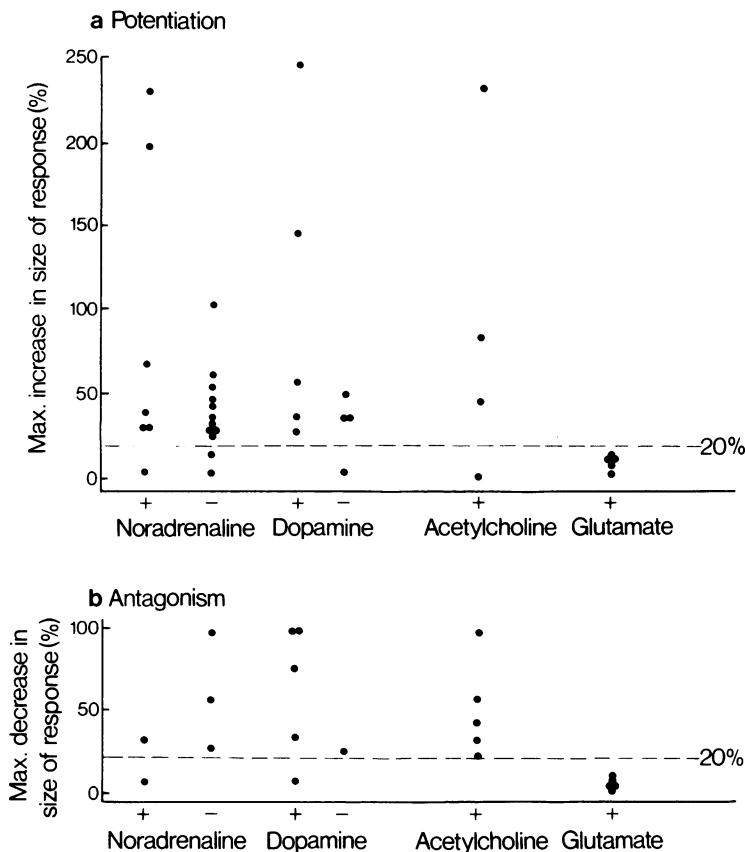 a Potentiation
Max. increase in size of response (%)
250
200
150
100
50
0
20%
+ − + − + +
Noradrenaline Dopamine Acetylcholine Glutamate
b Antagonism
Max. decrease in
size of response (%)
100
50
0
20%
+ − + − + +
Noradrenaline Dopamine Acetylcholine Glutamate